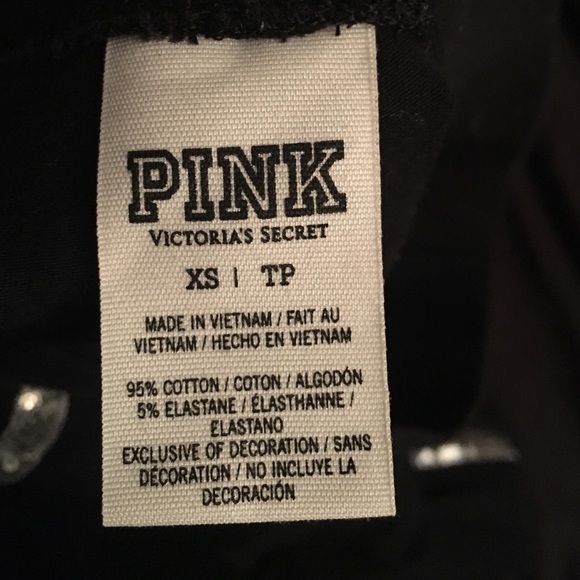 PINK
VICTORIA'S SECRET
XS | TP
MADE IN VIETNAM / FAIT AU
VIETNAM / HECHO EN VIETNAM
95% COTTON / COTON / ALGODÓN
5% ELASTANE / ÉLASTHANNE /
ELASTANO
EXCLUSIVE OF DECORATION / SANS
DÉCORATION / NO INCLUYE LA
DECORACIÓN